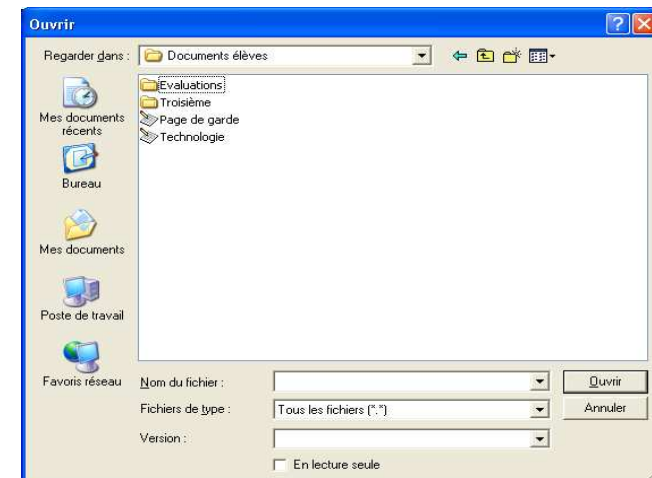 Ouvrir
Regarder dans : Documents élèves
Mes documents
récents
Bureau
Mes documents
Poste de travail
Favoris réseau
Evaluations
Troisième
Page de garde
Technologie
Nom du fichier : Ouvrir
Fichiers de type : Tous les fichiers (*.*) Annuler
Version :
En lecture seule